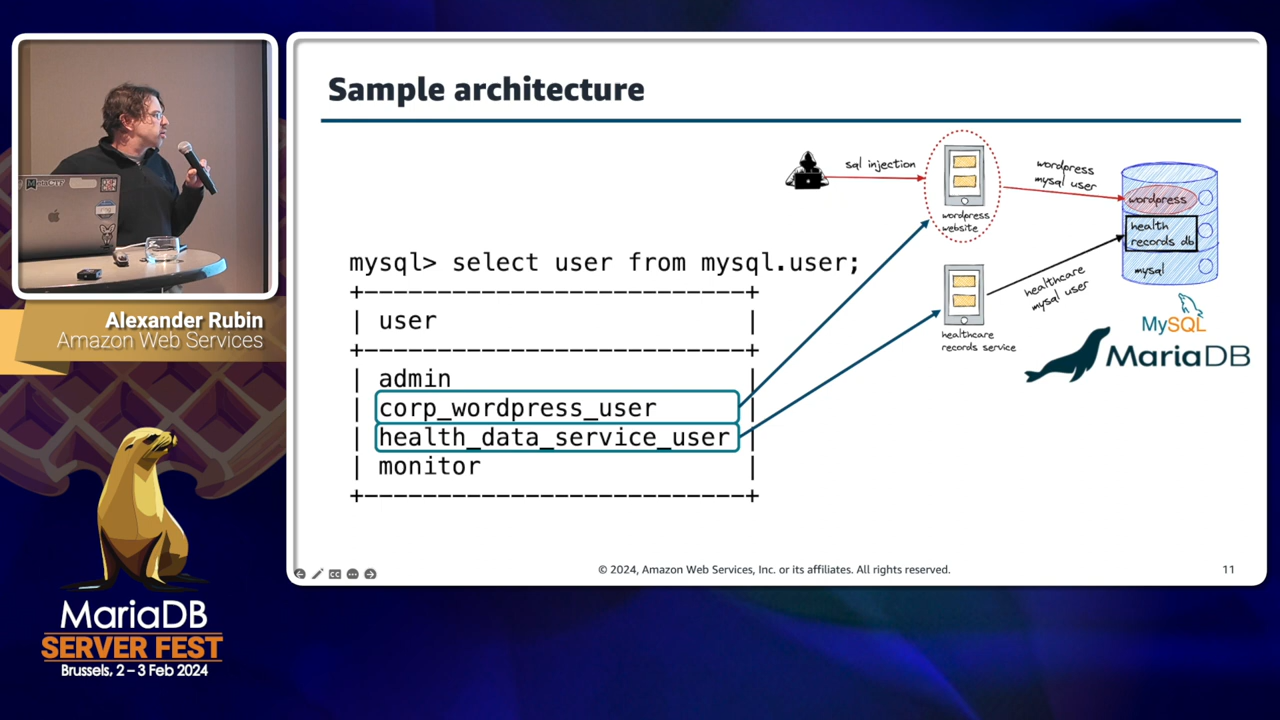 Sample architecture
sql injection
wordpress
mysql user
wordpress
website
wordpress
health
records db
mysql
healthcare
mysql user
healthcare
records service
MySQL
MariaDB
mysql> select user from mysql.user;
+---------------------------+
| user |
+---------------------------+
| admin |
| corp_wordpress_user |
| health_data_service_user |
| monitor |
+---------------------------+
© 2024, Amazon Web Services, Inc. or its affiliates. All rights reserved.
11
Alexander Rubin
Amazon Web Services
MariaDB
SERVER FEST
Brussels, 2 – 3 Feb 2024